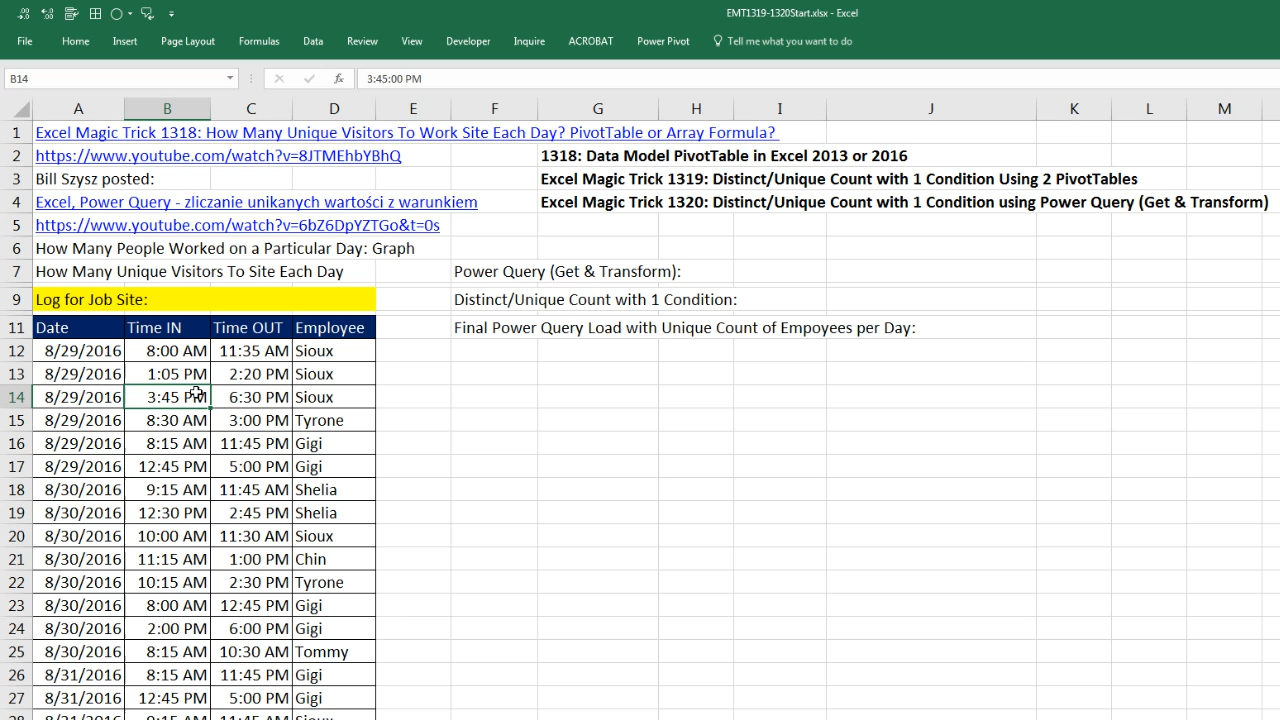 EMT1319-1320Start.xlsx - Excel
File Home Insert Page Layout Formulas Data Review View Developer Inquire ACROBAT Power Pivot Tell me what you want to do
B14 fx 3:45:00 PM
A B C D E F G H I J K L M
1 Excel Magic Trick 1318: How Many Unique Visitors To Work Site Each Day? PivotTable or Array Formula?
2 https://www.youtube.com/watch?v=8JTMEhbYBhQ 1318: Data Model PivotTable in Excel 2013 or 2016
3 Bill Szysz posted: Excel Magic Trick 1319: Distinct/Unique Count with 1 Condition Using 2 PivotTables
4 Excel, Power Query - zliczanie unikanych wartości z warunkiem Excel Magic Trick 1320: Distinct/Unique Count with 1 Condition using Power Query (Get & Transform)
5 https://www.youtube.com/watch?v=6bZ6DpYZTGo&t=0s
6 How Many People Worked on a Particular Day: Graph
7 How Many Unique Visitors To Site Each Day Power Query (Get & Transform):
9 Log for Job Site: Distinct/Unique Count with 1 Condition:
11 Date Time IN Time OUT Employee Final Power Query Load with Unique Count of Empoyees per Day:
12 8/29/2016 8:00 AM 11:35 AM Sioux
13 8/29/2016 1:05 PM 2:20 PM Sioux
14 8/29/2016 3:45 PM 6:30 PM Sioux
15 8/29/2016 8:30 AM 3:00 PM Tyrone
16 8/29/2016 8:15 AM 11:45 PM Gigi
17 8/29/2016 12:45 PM 5:00 PM Gigi
18 8/30/2016 9:15 AM 11:45 AM Shelia
19 8/30/2016 12:30 PM 2:45 PM Shelia
20 8/30/2016 10:00 AM 11:30 AM Sioux
21 8/30/2016 11:15 AM 1:00 PM Chin
22 8/30/2016 10:15 AM 2:30 PM Tyrone
23 8/30/2016 8:00 AM 12:45 PM Gigi
24 8/30/2016 2:00 PM 6:00 PM Gigi
25 8/30/2016 8:15 AM 10:30 AM Tommy
26 8/31/2016 8:15 AM 11:45 PM Gigi
27 8/31/2016 12:45 PM 5:00 PM Gigi
28 8/31/2016 9:15 AM 11:45 AM Sioux